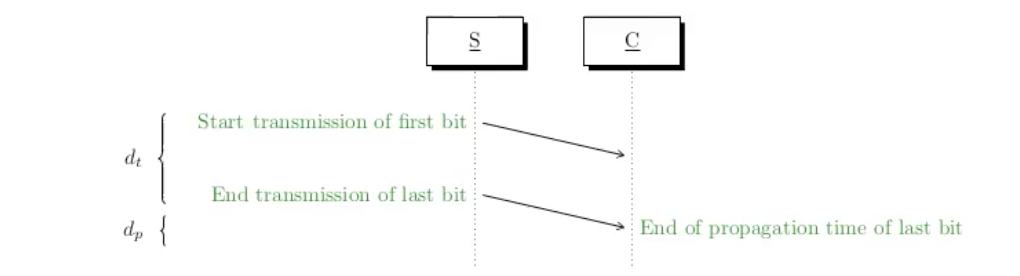 S
C
Start transmission of first bit
d_t
End transmission of last bit
d_p
End of propagation time of last bit